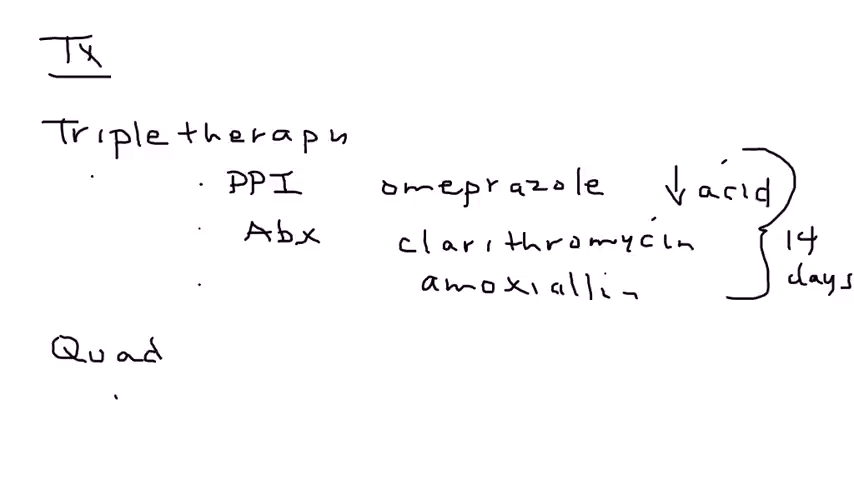 Tx
Triple therapy
· PPI omeprazole ↓ acid
· Abx clarithromycin 14
· amoxicillin days
Quad
·